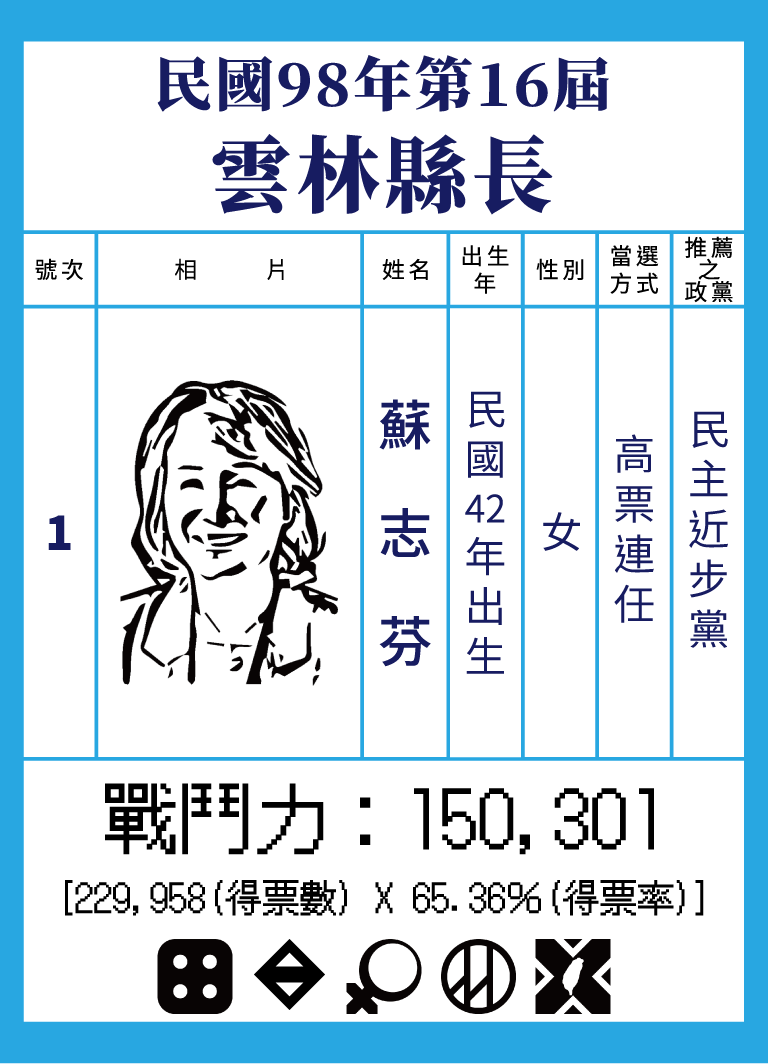 民國98年第16屆
雲林縣長
號次
相片
姓名
出生
年
性別
當選
方式
推薦
之
政黨
1
蘇志芬
民國42年出生
女
高票連任
民主近步黨
戰鬥力：150,301
[229,958(得票數) X 65.36%(得票率)]